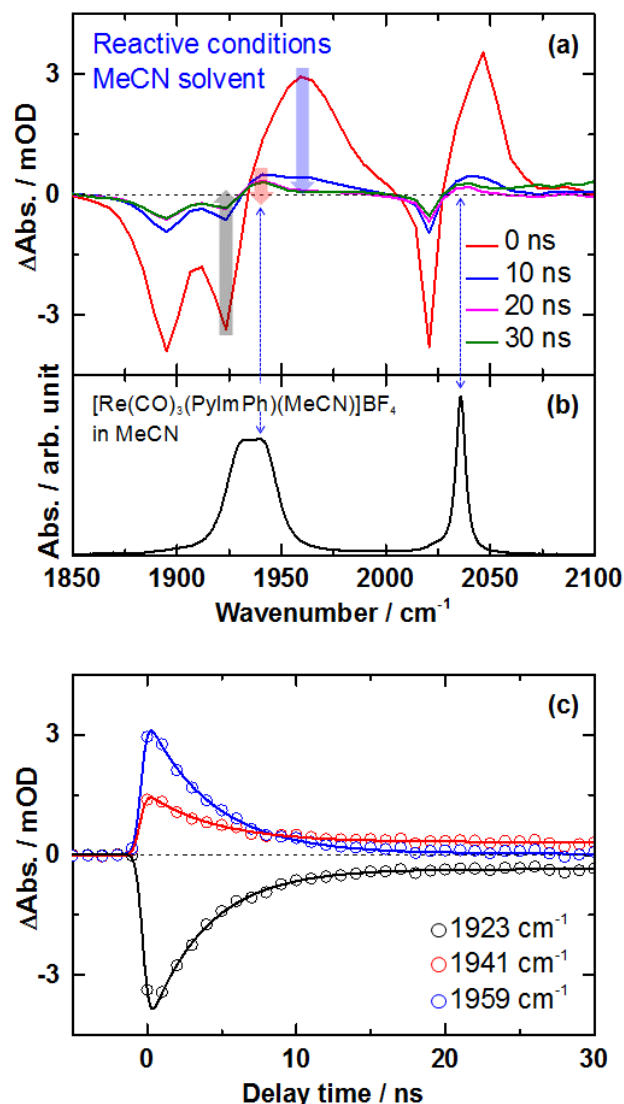 Reactive conditions
MeCN solvent
(a)
3
0
-3
ΔAbs. / mOD
0 ns
10 ns
20 ns
30 ns
[Re(CO)₃(PyImPh)(MeCN)]BF₄
in MeCN
(b)
Abs. / arb. unit
1850 1900 1950 2000 2050 2100
Wavenumber / cm⁻¹
(c)
3
0
-3
ΔAbs. / mOD
1923 cm⁻¹
1941 cm⁻¹
1959 cm⁻¹
0 10 20 30
Delay time / ns